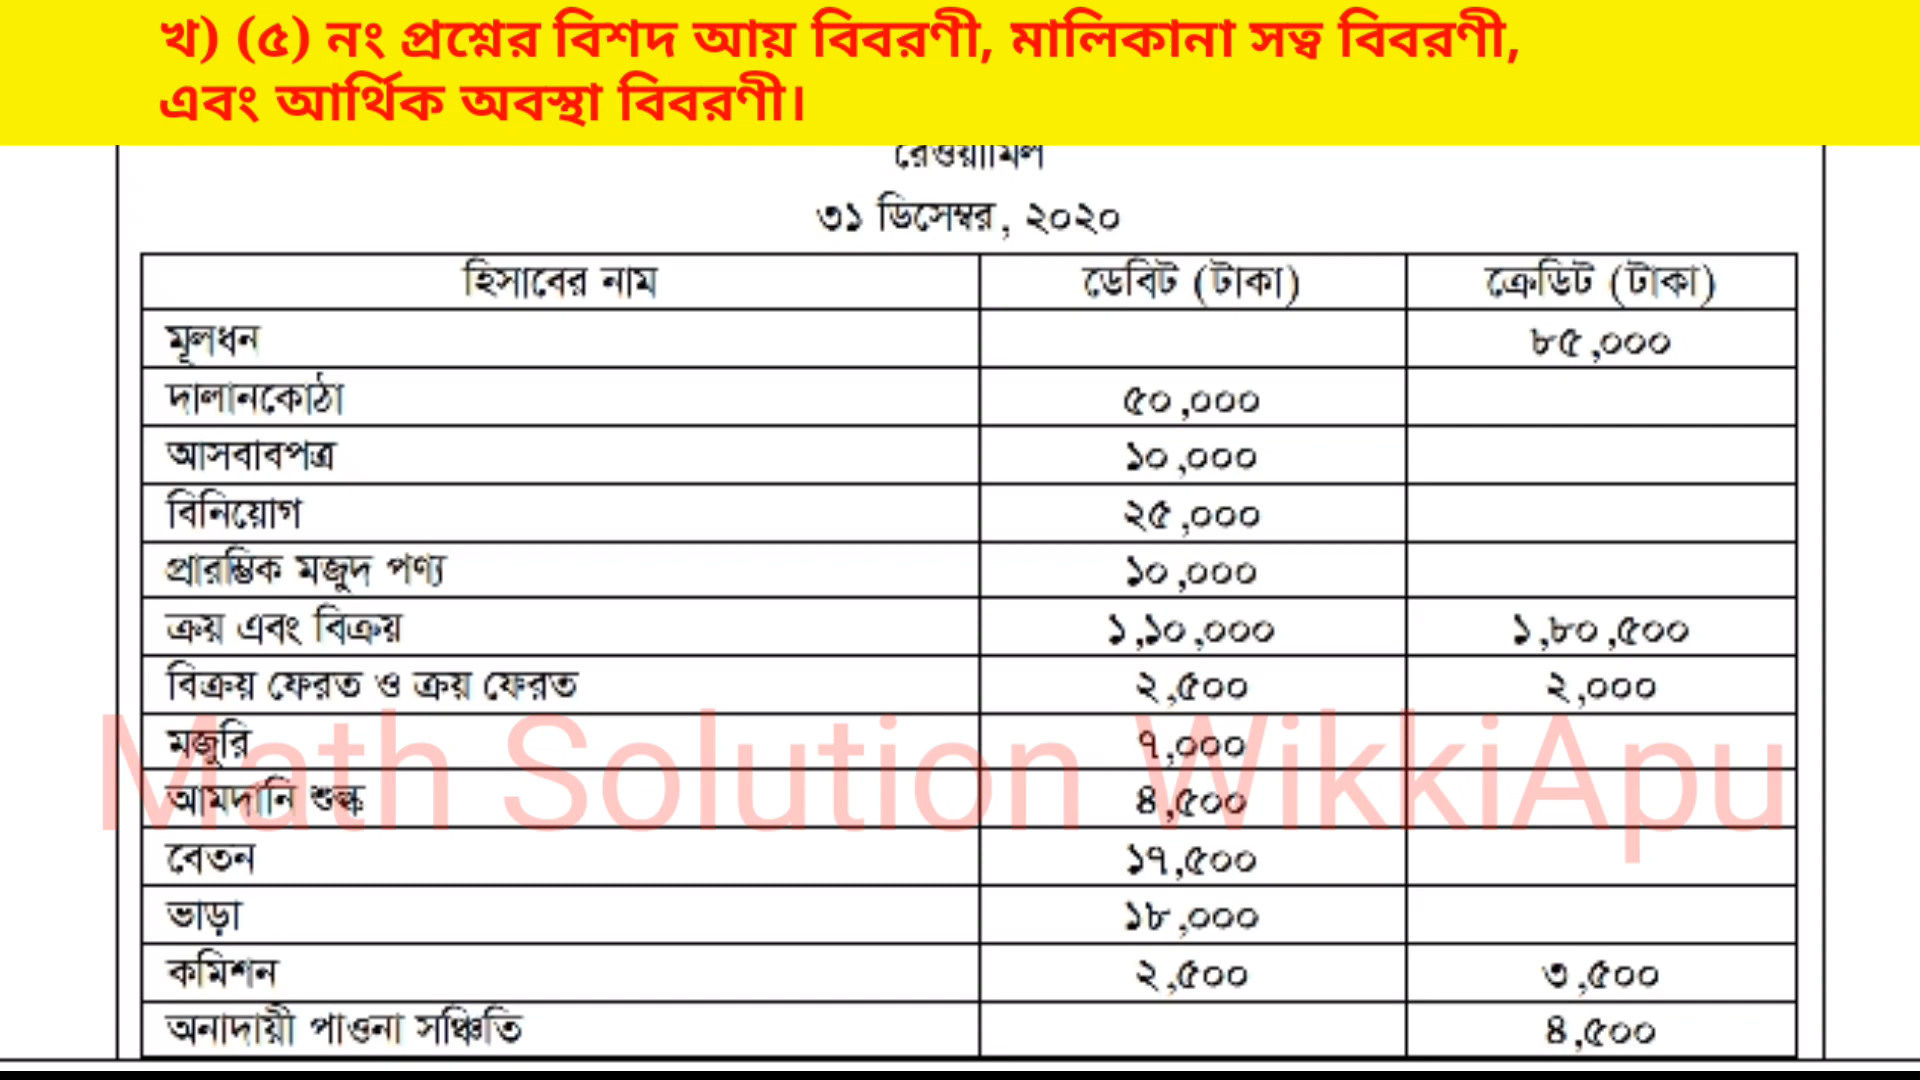 খ) (৫) নং প্রশ্নের বিশদ আয় বিবরণী, মালিকানা সত্ব বিবরণী,
এবং আর্থিক অবস্থা বিবরণী।
রেওয়ামিল
৩১ ডিসেম্বর, ২০২০
হিসাবের নাম ডেবিট (টাকা) ক্রেডিট (টাকা)
মূলধন ৮৫,০০০
দালানকোঠা ৫০,০০০
আসবাবপত্র ১০,০০০
বিনিয়োগ ২৫,০০০
প্রারম্ভিক মজুদ পণ্য ১০,০০০
ক্রয় এবং বিক্রয় ১,১০,০০০ ১,৮০,৫০০
বিক্রয় ফেরত ও ক্রয় ফেরত ২,৫০০ ২,০০০
মজুরি ৭,০০০
আমদানি শুল্ক ৪,৫০০
Math Solution WikkiApu
বেতন ১৭,৫০০
ভাড়া ১৮,০০০
কমিশন ২,৫০০ ৩,৫০০
অনাদায়ী পাওনা সঞ্চিতি ৪,৫০০